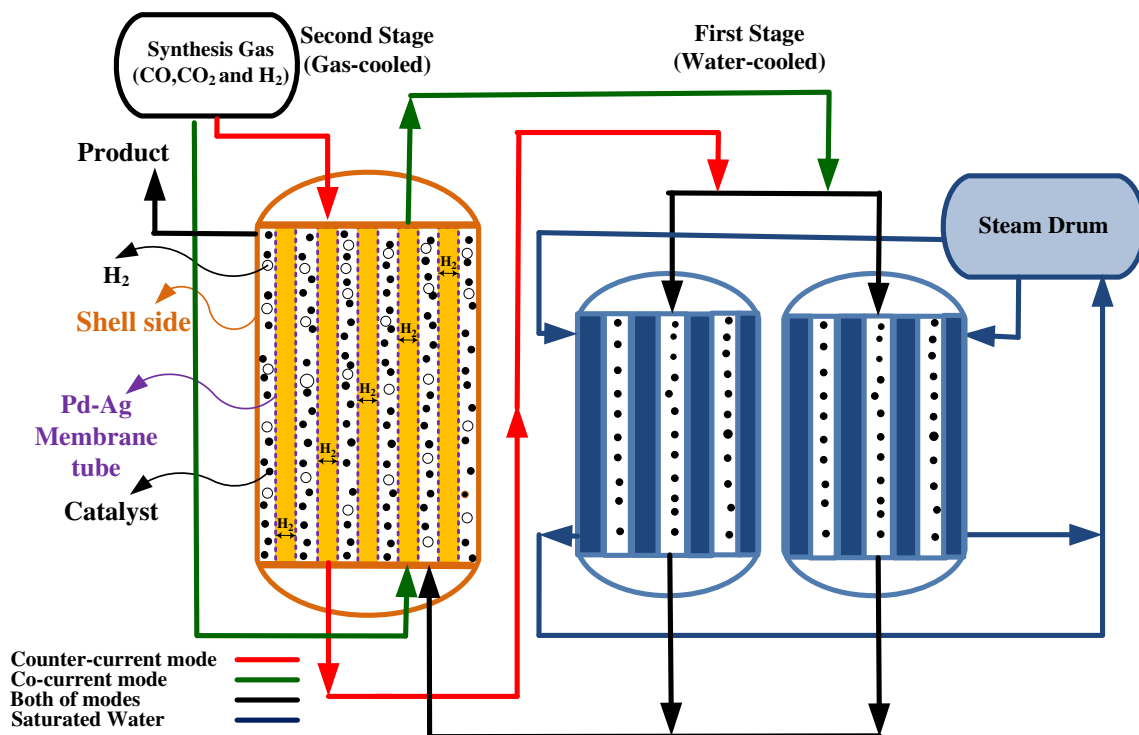 Synthesis Gas
(CO,CO₂ and H₂)
Second Stage
(Gas-cooled)
First Stage
(Water-cooled)
Product
H₂
Shell side
Pd-Ag
Membrane
tube
Catalyst
H₂
H₂
H₂
H₂
H₂
Steam Drum
Counter-current mode
Co-current mode
Both of modes
Saturated Water